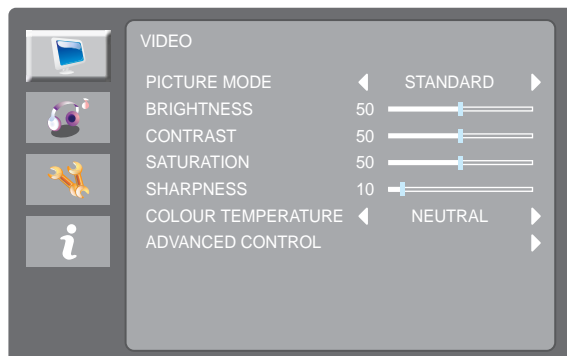 VIDEO
PICTURE MODE STANDARD
BRIGHTNESS 50
CONTRAST 50
SATURATION 50
SHARPNESS 10
COLOUR TEMPERATURE NEUTRAL
ADVANCED CONTROL
i